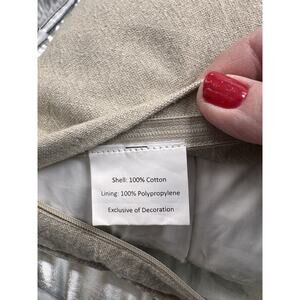 Shell: 100% Cotton
Lining: 100% Polypropylene
Exclusive of Decoration